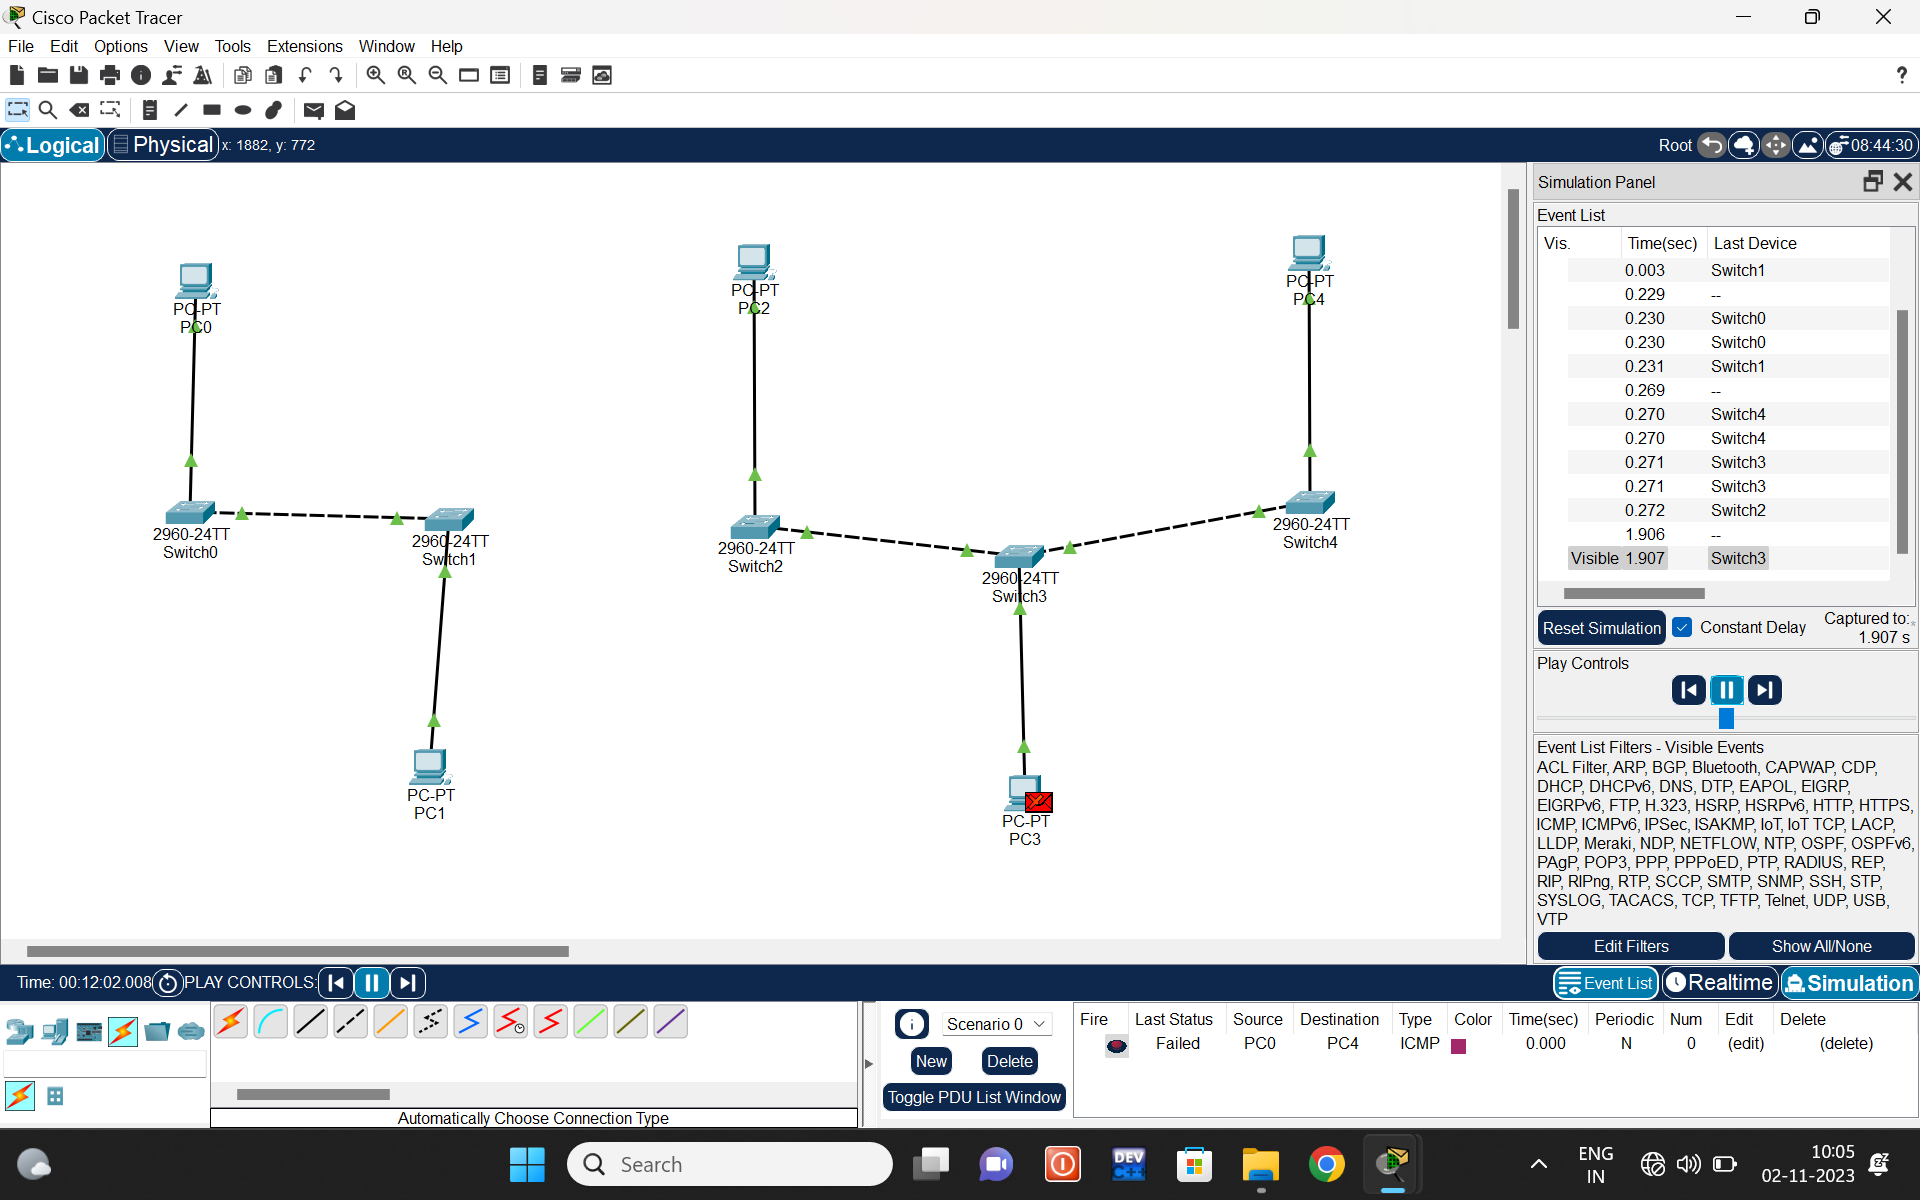 Cisco Packet Tracer
File Edit Options View Tools Extensions Window Help
?
Logical Physical x: 1882, y: 772 Root 08:44:30
PC-PT
PC0
PC-PT
PC2
PC-PT
PC4
2960-24TT
Switch0
2960-24TT
Switch1
2960-24TT
Switch2
2960-24TT
Switch3
2960-24TT
Switch4
PC-PT
PC1
PC-PT
PC3
Simulation Panel
Event List
Vis. Time(sec) Last Device
0.003 Switch1
0.229 --
0.230 Switch0
0.230 Switch0
0.231 Switch1
0.269 --
0.270 Switch4
0.270 Switch4
0.271 Switch3
0.271 Switch3
0.272 Switch2
1.906 --
Visible 1.907 Switch3
Reset Simulation Constant Delay Captured to:*
1.907 s
Play Controls
Event List Filters - Visible Events
ACL Filter, ARP, BGP, Bluetooth, CAPWAP, CDP,
DHCP, DHCPv6, DNS, DTP, EAPOL, EIGRP,
EIGRPv6, FTP, H.323, HSRP, HSRPv6, HTTP, HTTPS,
ICMP, ICMPv6, IPSec, ISAKMP, IoT, IoT TCP, LACP,
LLDP, Meraki, NDP, NETFLOW, NTP, OSPF, OSPFv6,
PAgP, POP3, PPP, PPPoED, PTP, RADIUS, REP,
RIP, RIPng, RTP, SCCP, SMTP, SNMP, SSH, STP,
SYSLOG, TACACS, TCP, TFTP, Telnet, UDP, USB,
VTP
Edit Filters Show All/None
Time: 00:12:02.008 PLAY CONTROLS: Event List Realtime Simulation
Scenario 0
New Delete
Toggle PDU List Window
Fire Last Status Source Destination Type Color Time(sec) Periodic Num Edit Delete
Failed PC0 PC4 ICMP 0.000 N 0 (edit) (delete)
Automatically Choose Connection Type
Search
DEV
C++
ENG
IN
10:05
02-11-2023